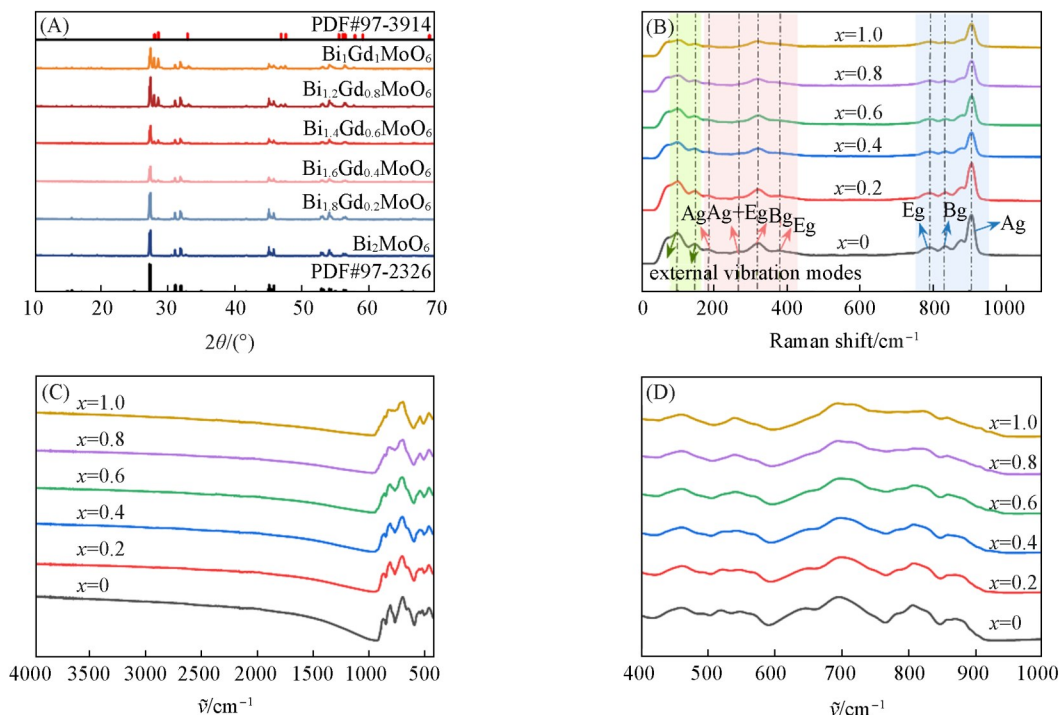 (A)
PDF#97-3914
Bi₁Gd₁MoO₆
Bi₁.₂Gd₀.₈MoO₆
Bi₁.₄Gd₀.₆MoO₆
Bi₁.₆Gd₀.₄MoO₆
Bi₁.₈Gd₀.₂MoO₆
Bi₂MoO₆
PDF#97-2326
10 20 30 40 50 60 70
2θ/(°)
(B)
x=1.0
x=0.8
x=0.6
x=0.4
x=0.2
Ag Ag+Eg Bg Eg
Eg Bg Ag
x=0
external vibration modes
0 200 400 600 800 1000
Raman shift/cm⁻¹
(C)
x=1.0
x=0.8
x=0.6
x=0.4
x=0.2
x=0
4000 3500 3000 2500 2000 1500 1000 500
ṽ/cm⁻¹
(D)
x=1.0
x=0.8
x=0.6
x=0.4
x=0.2
x=0
400 500 600 700 800 900 1000
ṽ/cm⁻¹